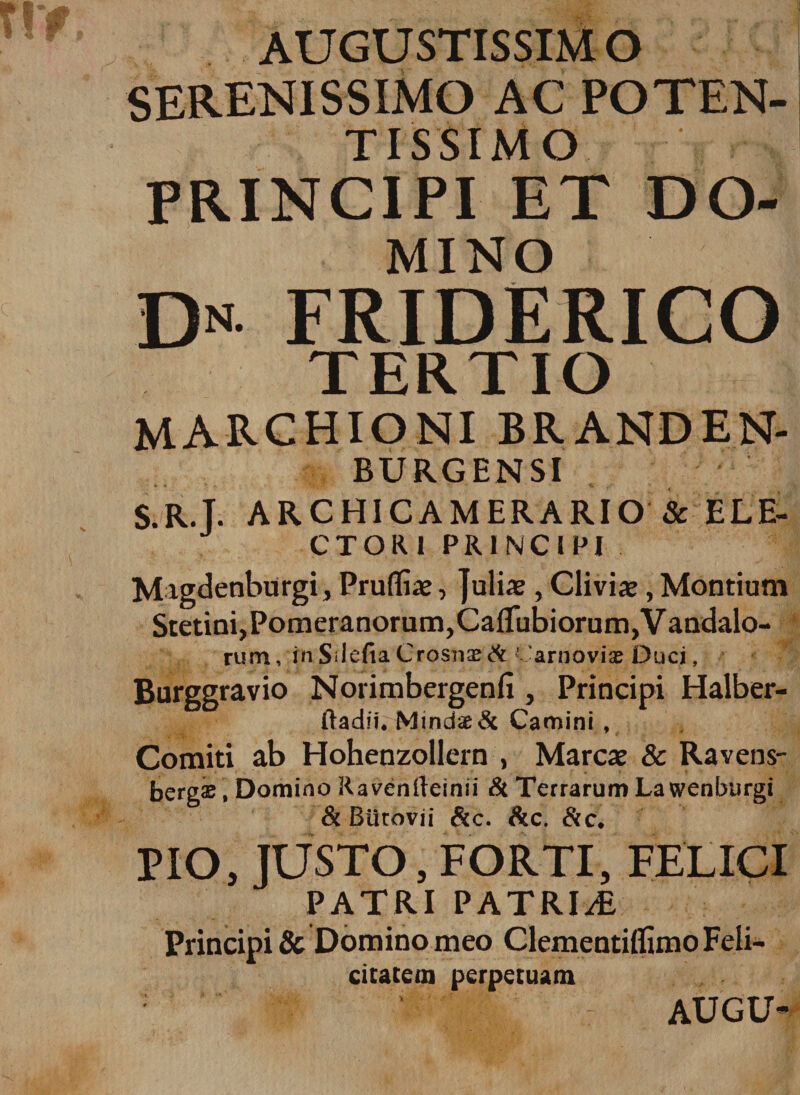 AUGUSTISSIMO
SERENISSIMO AC POTEN-
TISSIMO
PRINCIPI ET DO-
MINO
DN. FRIDERICO
TERTIO
MARCHIONI BRANDEN-
BURGENSI
S.R.J. ARCHICAMERARIO & ELE-
CTORI PRINCIPI
Magdenburgi, Pruſſiæ, Juliæ, Cliviæ, Montium
Stetini, Pomeranorum, Caſſubiorum, Vandalo-
rum, in Sileſia Crosnæ & Carnoviæ Duci,
Burggravio Norimbergenſi, Principi Halber-
ſtadii, Mindæ & Camini,
Comiti ab Hohenzollern, Marcæ & Ravens-
bergæ, Domino Ravenſteinii & Terrarum Lawenburgi
& Bütovii &c. &c. &c.
PIO, JUSTO, FORTI, FELICI
PATRI PATRIÆ
Principi & Domino meo Clementiſſimo Feli-
citatem perpetuam
AUGU-